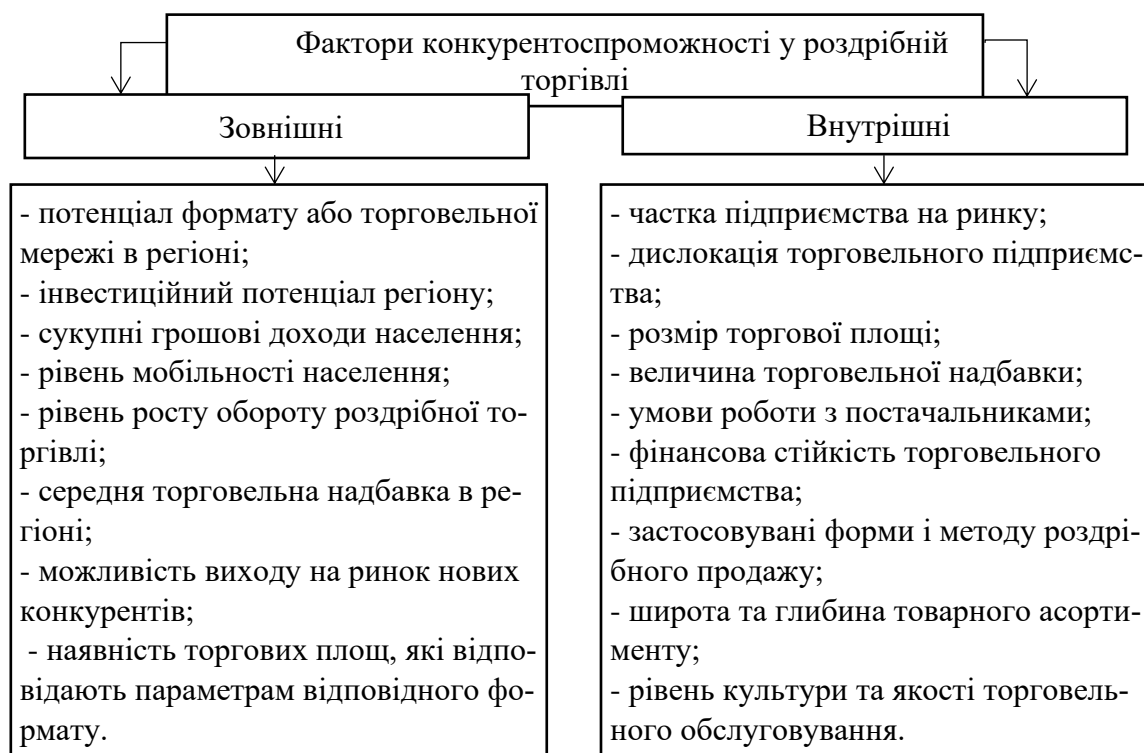 Фактори конкурентоспроможності у роздрібній
торгівлі
Зовнішні
Внутрішні
- потенціал формату або торговельної
мережі в регіоні;
- інвестиційний потенціал регіону;
- сукупні грошові доходи населення;
- рівень мобільності населення;
- рівень росту обороту роздрібної то-
ргівлі;
- середня торговельна надбавка в ре-
гіоні;
- можливість виходу на ринок нових
конкурентів;
- наявність торгових площ, які відпо-
відають параметрам відповідного фо-
рмату.
- частка підприємства на ринку;
- дислокація торговельного підприємс-
тва;
- розмір торгової площі;
- величина торговельної надбавки;
- умови роботи з постачальниками;
- фінансова стійкість торговельного
підприємства;
- застосовувані форми і методу роздрі-
бного продажу;
- широта та глибина товарного асорти-
менту;
- рівень культури та якості торговель-
ного обслуговування.